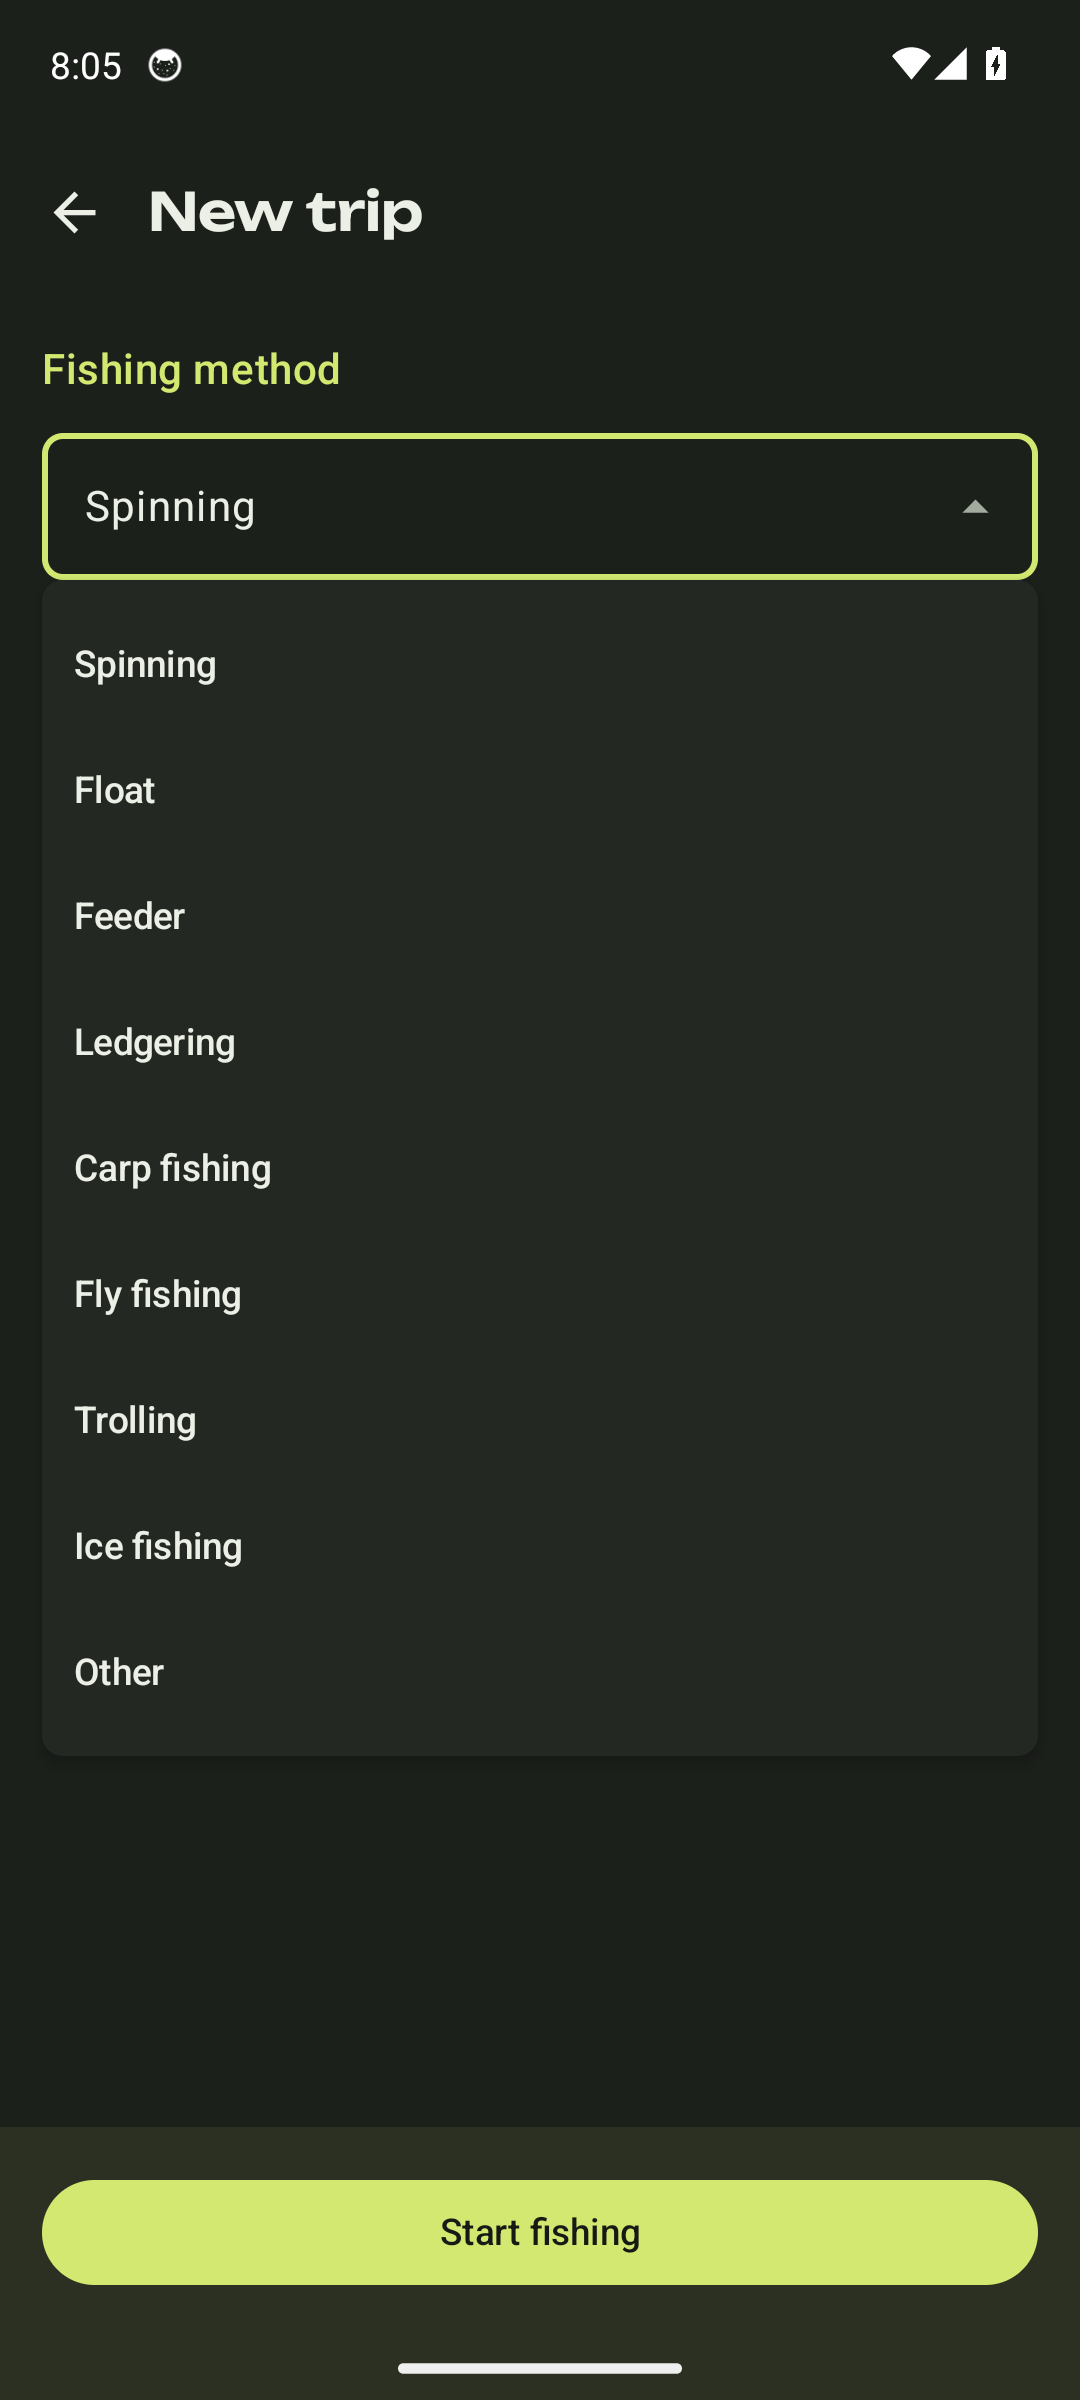 8:05
New trip
Fishing method
Spinning
Spinning
Float
Feeder
Ledgering
Carp fishing
Fly fishing
Trolling
Ice fishing
Other
Start fishing